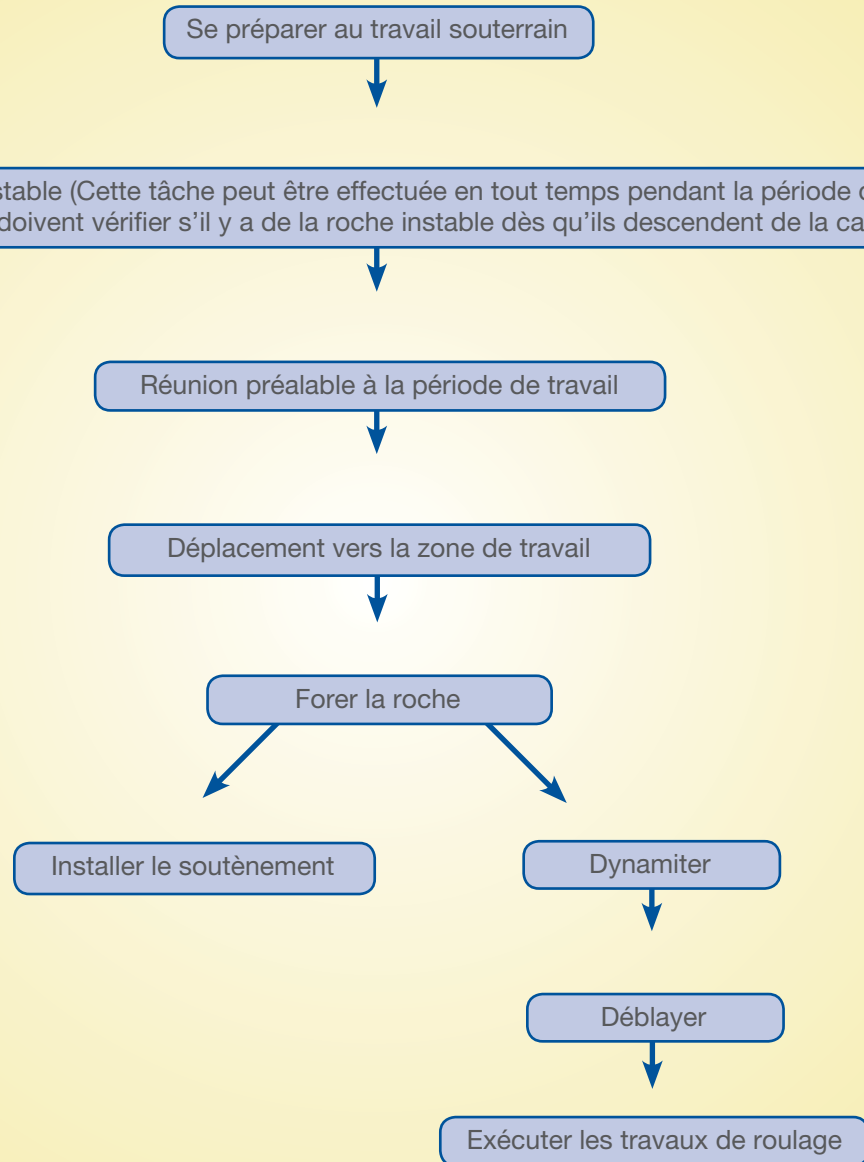 Se préparer au travail souterrain
stable (Cette tâche peut être effectuée en tout temps pendant la période
doivent vérifier s’il y a de la roche instable dès qu’ils descendent de la
Réunion préalable à la période de travail
Déplacement vers la zone de travail
Forer la roche
Installer le soutènement
Dynamiter
Déblayer
Exécuter les travaux de roulage